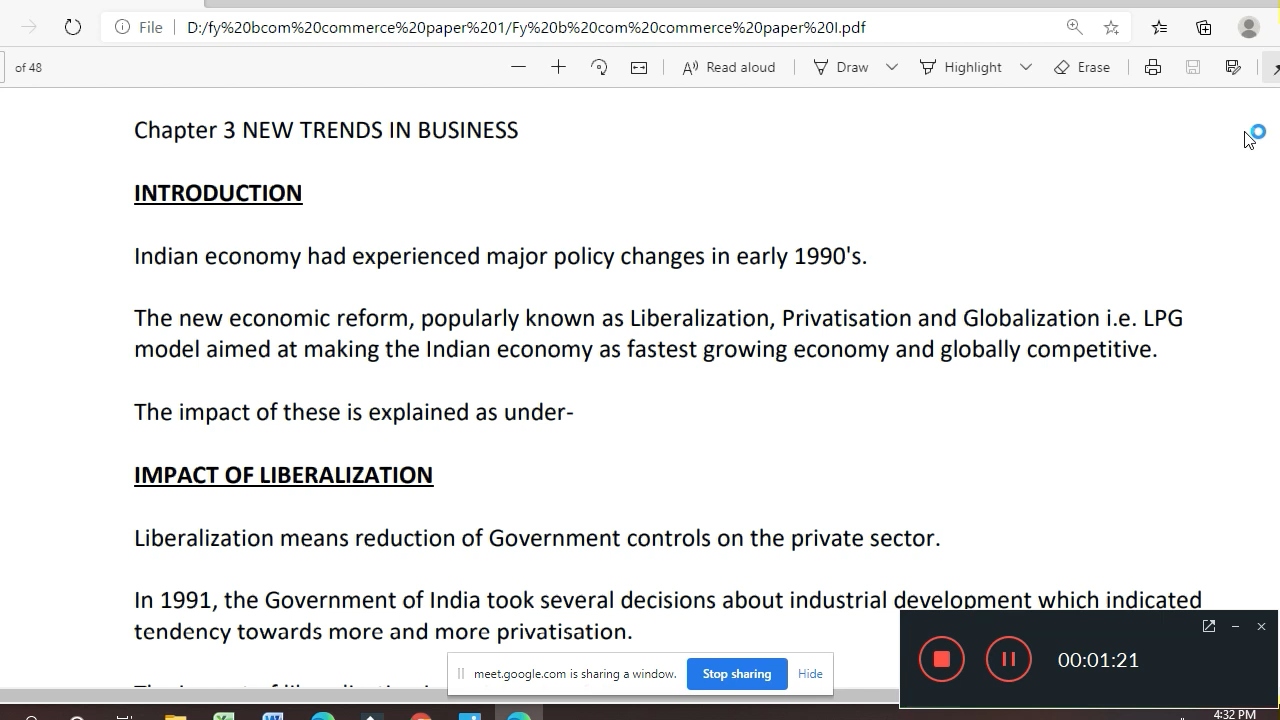 File D:/fy%20bcom%20commerce%20paper%201/Fy%20b%20com%20commerce%20paper%20I.pdf
of 48 Read aloud Draw Highlight Erase
Chapter 3 NEW TRENDS IN BUSINESS
INTRODUCTION
Indian economy had experienced major policy changes in early 1990's.
The new economic reform, popularly known as Liberalization, Privatisation and Globalization i.e. LPG
model aimed at making the Indian economy as fastest growing economy and globally competitive.
The impact of these is explained as under-
IMPACT OF LIBERALIZATION
Liberalization means reduction of Government controls on the private sector.
In 1991, the Government of India took several decisions about industrial development which indicated
tendency towards more and more privatisation.
meet.google.com is sharing a window. Stop sharing Hide
00:01:21
4:32 PM